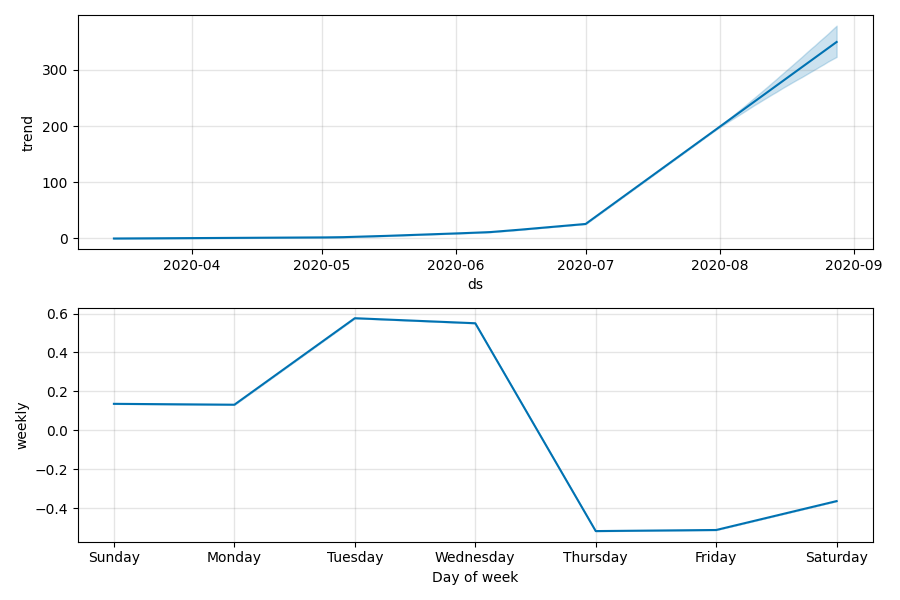 300
200
100
0
trend
2020-04 2020-05 2020-06 2020-07 2020-08 2020-09
ds
0.6
0.4
0.2
0.0
−0.2
−0.4
weekly
Sunday Monday Tuesday Wednesday Thursday Friday Saturday
Day of week